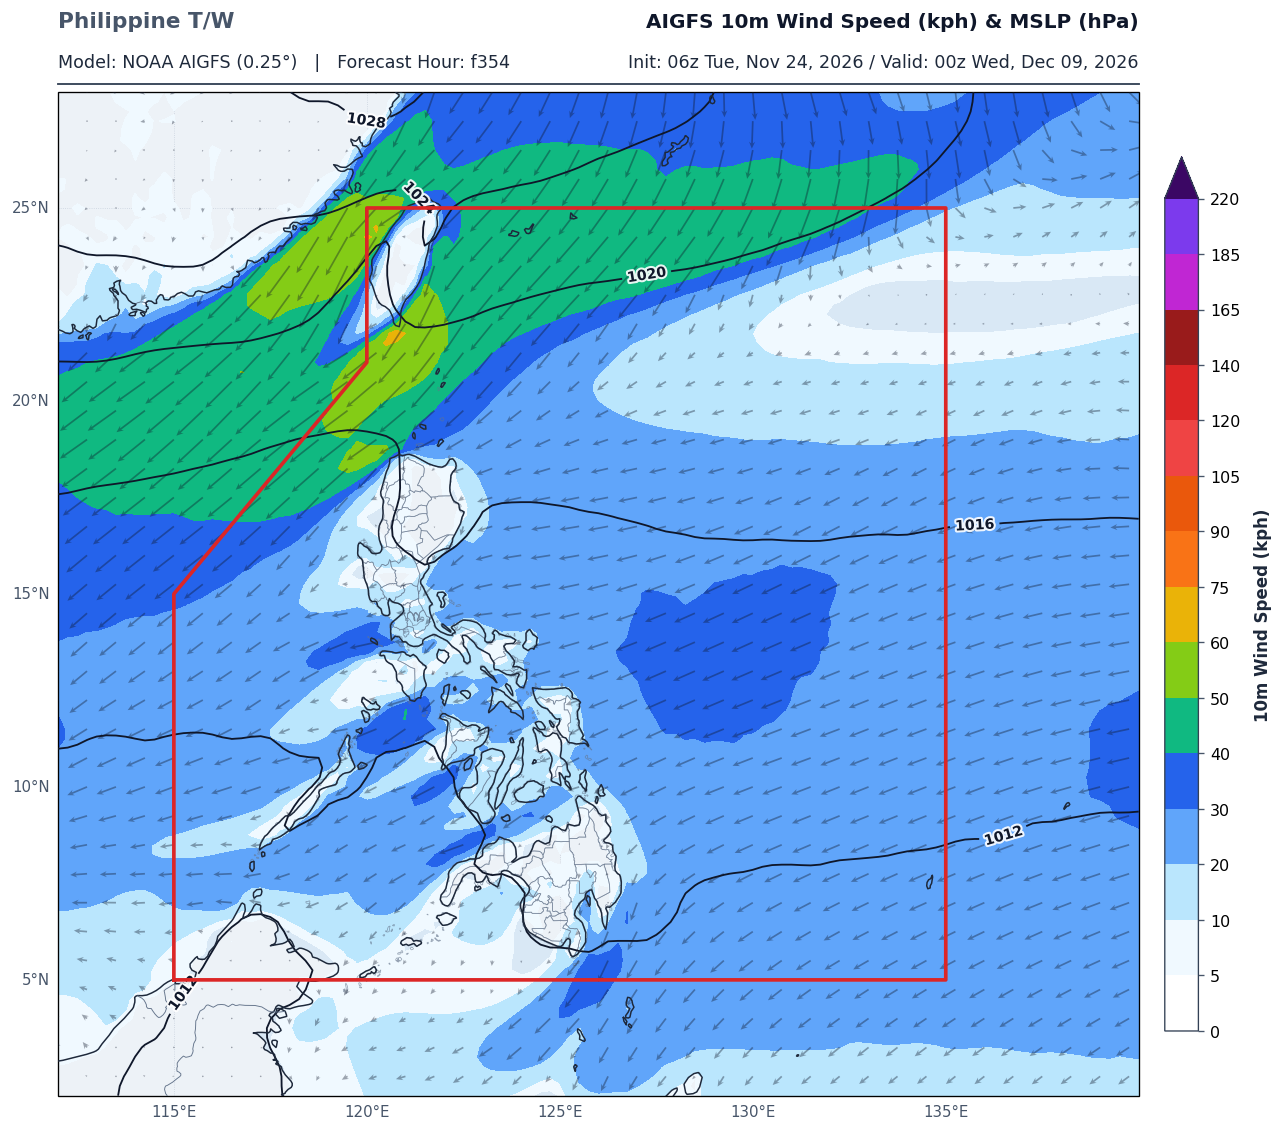 Philippine T/W
AIGFS 10m Wind Speed (kph) & MSLP (hPa)
Model: NOAA AIGFS (0.25°) | Forecast Hour: f354
Init: 06z Tue, Nov 24, 2026 / Valid: 00z Wed, Dec 09, 2026
1028
1024
1020
1016
1012
1012
25°N
20°N
15°N
10°N
5°N
115°E
120°E
125°E
130°E
135°E
220
185
165
140
120
105
90
75
60
50
40
30
20
10
5
0
10m Wind Speed (kph)